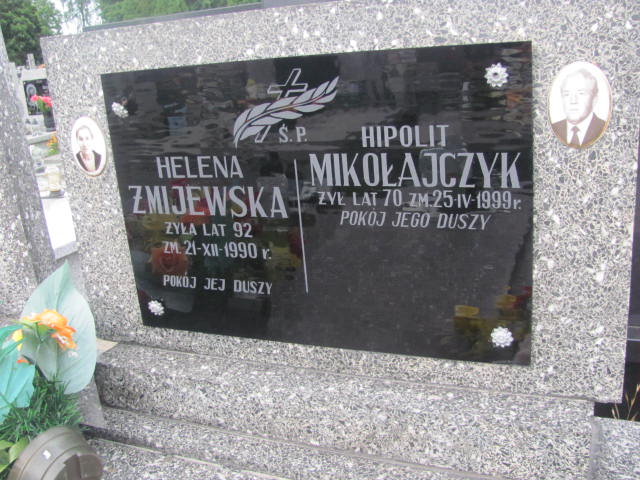 Ś.P.
HELENA
ŻMIJEWSKA
ŻYŁA LAT 92
ZM. 21-XII-1990 r.
POKÓJ JEJ DUSZY
HIPOLIT
MIKOŁAJCZYK
ŻYŁ LAT 70 ZM. 25-IV-1999 r.
POKÓJ JEGO DUSZY